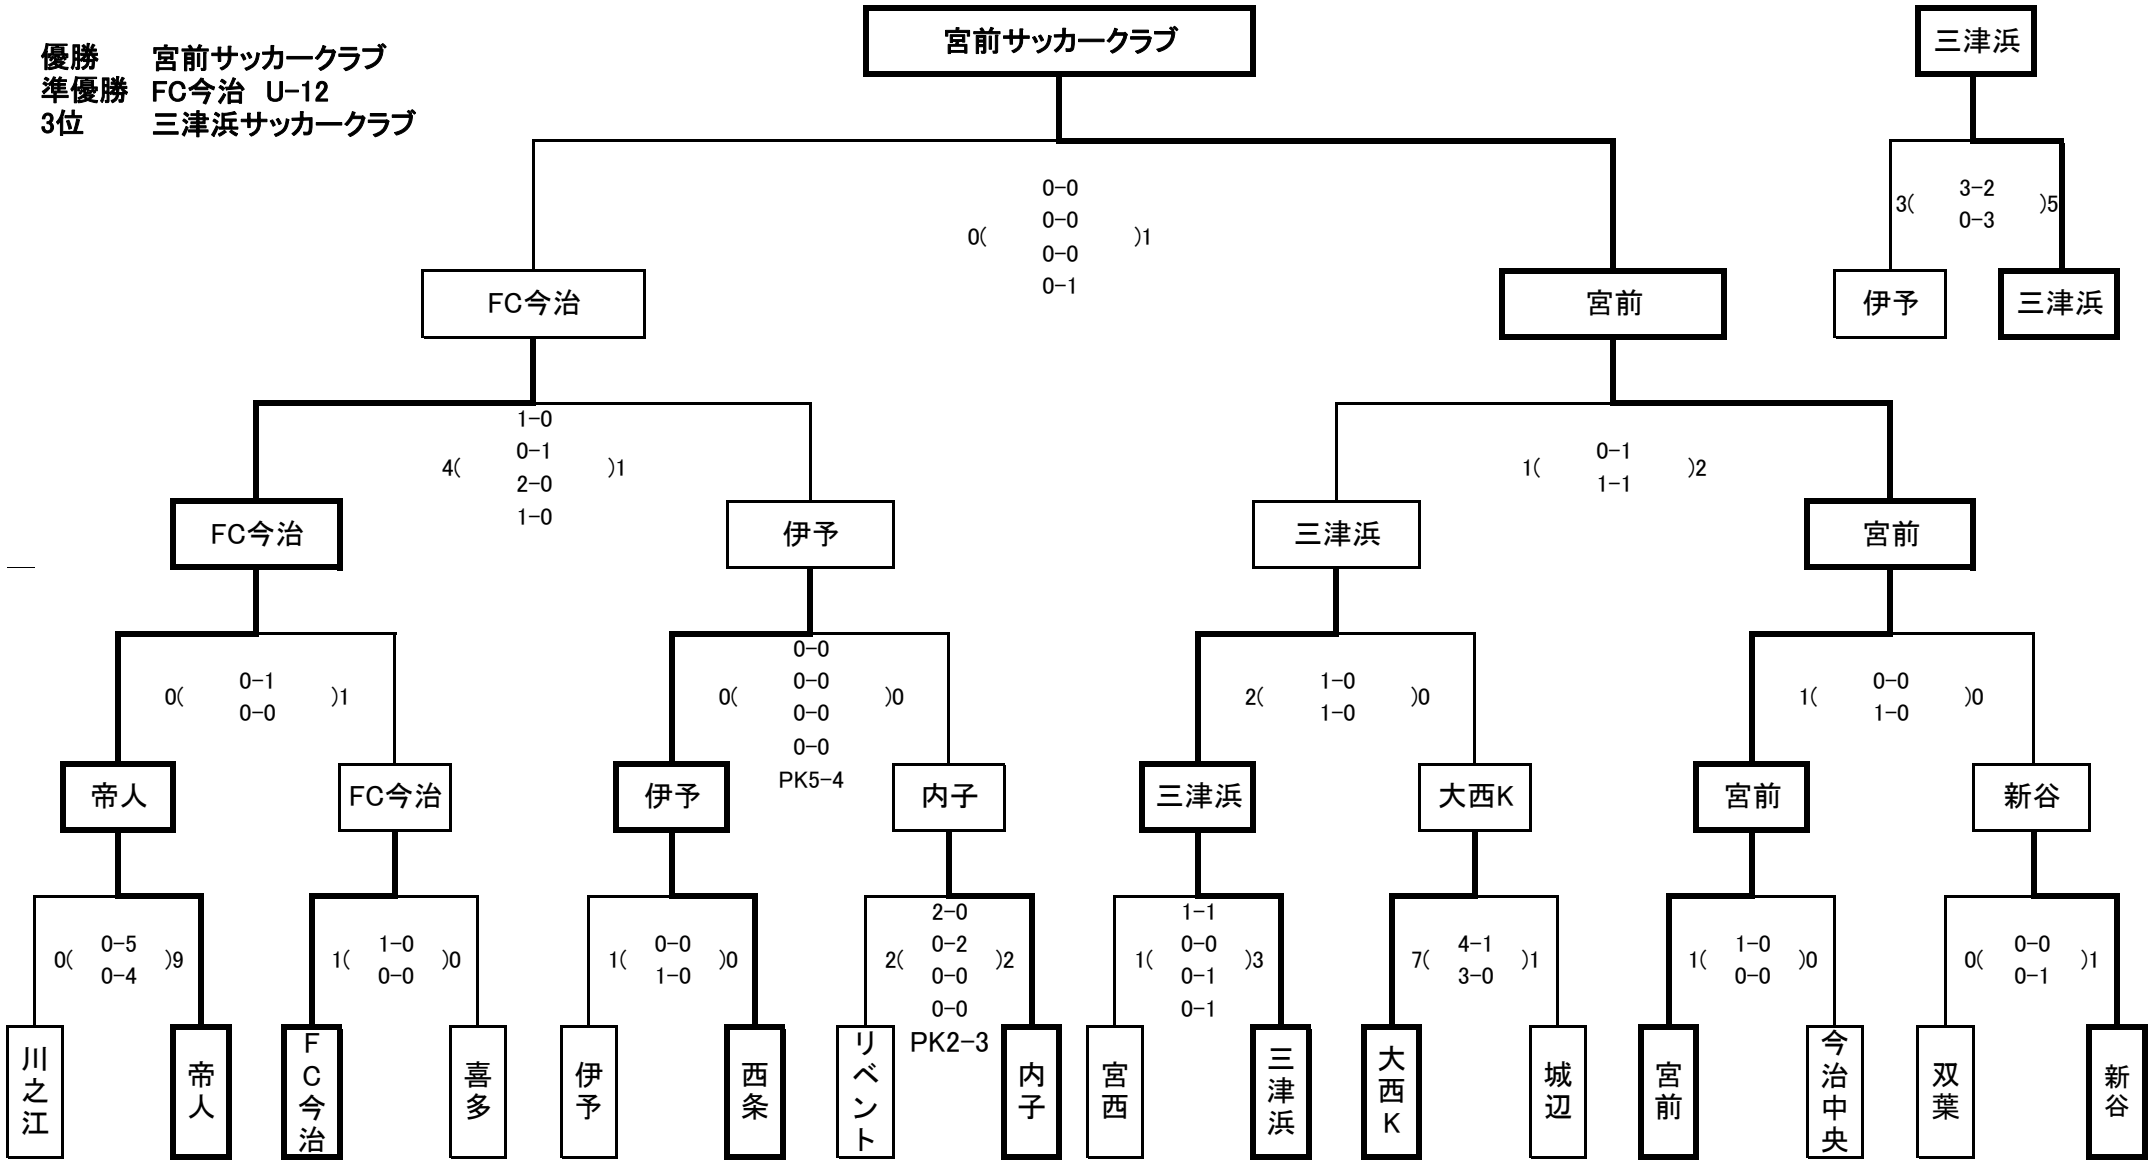 宮前サッカークラブ
三津浜
優勝 宮前サッカークラブ
準優勝 FC今治 U-12
3位 三津浜サッカークラブ
0-0
0-0
0( )1
0-0
0-1
3-2
3( )5
0-3
FC今治
宮前
伊予
三津浜
1-0
0-1
4( )1
2-0
1-0
0-1
1( )2
1-1
FC今治
伊予
三津浜
宮前
0-1
0( )1
0-0
0-0
0-0
0( )0
0-0
0-0
PK5-4
1-0
2( )0
1-0
0-0
1( )0
1-0
帝人
FC今治
伊予
内子
三津浜
大西K
宮前
新谷
0-5
0( )9
0-4
1-0
1( )0
0-0
0-0
1( )0
1-0
2-0
0-2
2( )2
0-0
0-0
PK2-3
1-1
0-0
1( )3
0-1
0-1
4-1
7( )1
3-0
1-0
1( )0
0-0
0-0
0( )1
0-1
川之江
帝人
FC今治
喜多
伊予
西条
リベント
内子
宮西
三津浜
大西K
城辺
宮前
今治中央
双葉
新谷